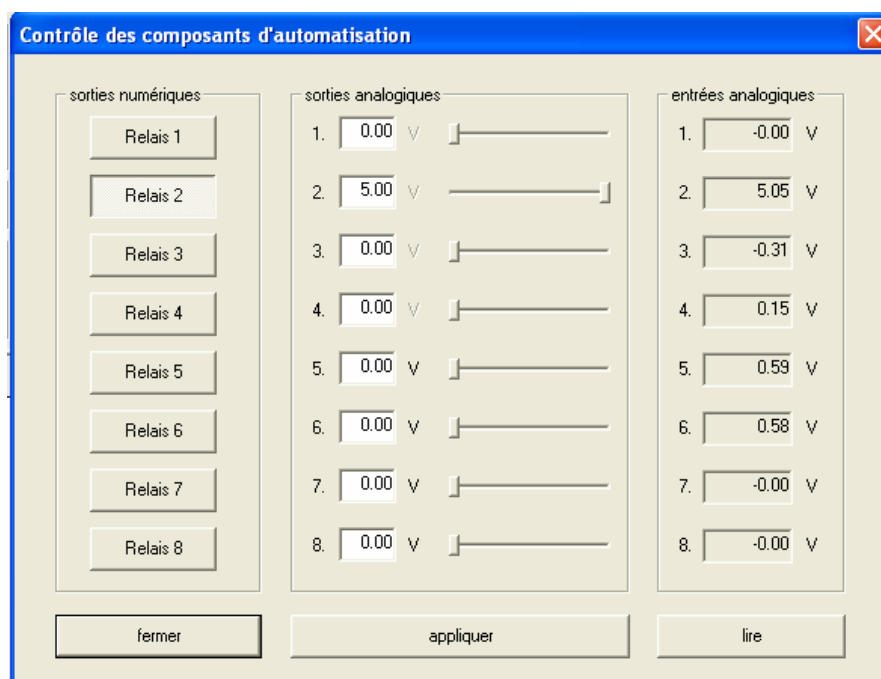 Contrôle des composants d'automatisation
sorties numériques
Relais 1
Relais 2
Relais 3
Relais 4
Relais 5
Relais 6
Relais 7
Relais 8
sorties analogiques
1. 0.00 V
2. 5.00 V
3. 0.00 V
4. 0.00 V
5. 0.00 V
6. 0.00 V
7. 0.00 V
8. 0.00 V
entrées analogiques
1. -0.00 V
2. 5.05 V
3. -0.31 V
4. 0.15 V
5. 0.59 V
6. 0.58 V
7. -0.00 V
8. -0.00 V
fermer
appliquer
lire